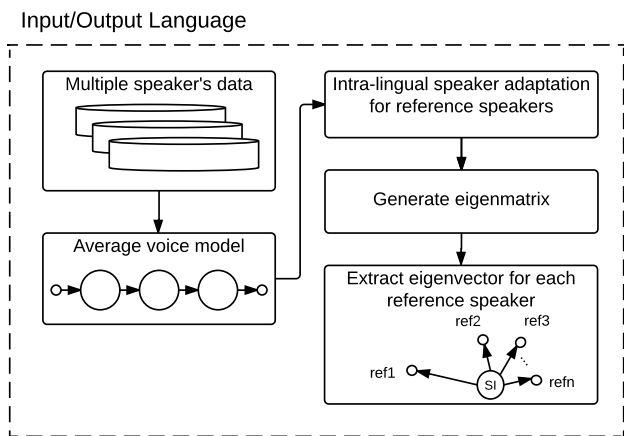 Input/Output Language
Multiple speaker's data
Average voice model
Intra-lingual speaker adaptation
for reference speakers
Generate eigenmatrix
Extract eigenvector for each
reference speaker
ref2
ref3
ref1
SI
refn